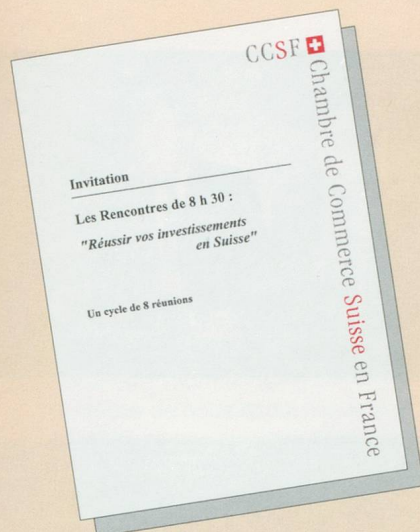 CCSF
Chambre de Commerce Suisse en France
Invitation
Les Rencontres de 8 h 30 :
"Réussir vos investissements
en Suisse"
Un cycle de 8 réunions